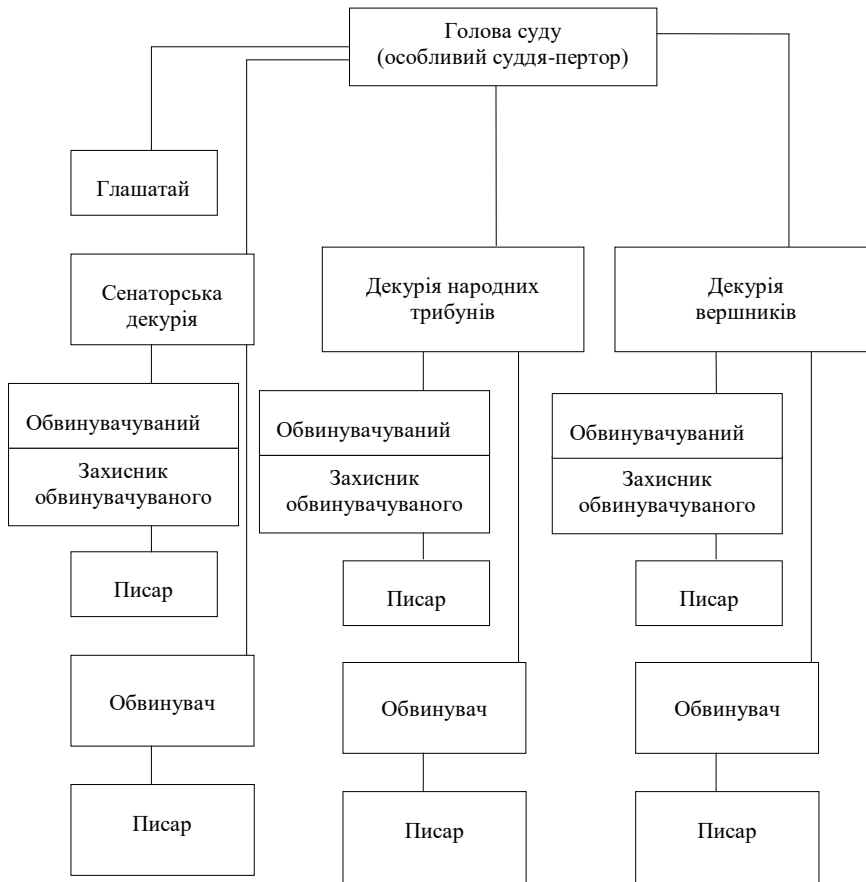 Голова суду
(особливий суддя-пертор)
Глашатай
Сенаторська
декурія
Декурія народних
трибунів
Декурія
вершників
Обвинувачуваний
Захисник
обвинувачуваного
Обвинувачуваний
Захисник
обвинувачуваного
Обвинувачуваний
Захисник
обвинувачуваного
Писар
Писар
Писар
Обвинувач
Обвинувач
Обвинувач
Писар
Писар
Писар